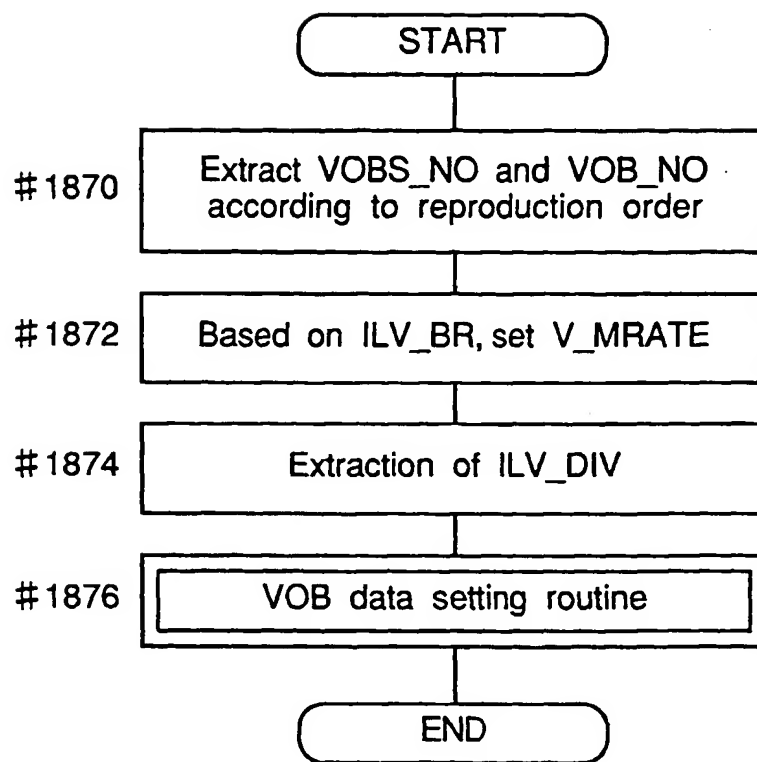 START
#1870
Extract VOBS_NO and VOB_NO
according to reproduction order
#1872
Based on ILV_BR, set V_MRATE
#1874
Extraction of ILV_DIV
#1876
VOB data setting routine
END